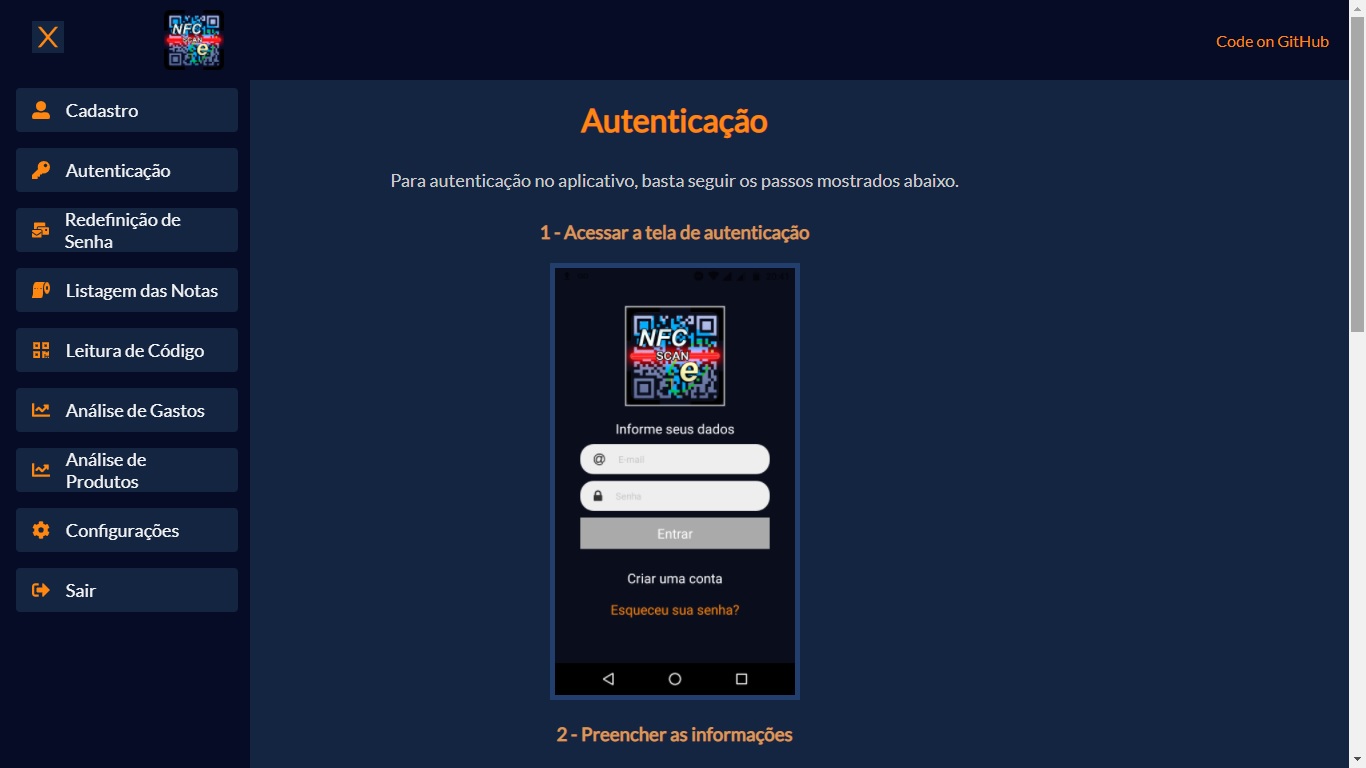 X
NFC
SCAN
e
Code on GitHub
Cadastro
Autenticação
Redefinição de
Senha
Listagem das Notas
Leitura de Código
Análise de Gastos
Análise de
Produtos
Configurações
Sair
Autenticação
Para autenticação no aplicativo, basta seguir os passos mostrados abaixo.
1 - Acessar a tela de autenticação
NFC
SCAN
e
Informe seus dados
@ E-mail
Senha
Entrar
Criar uma conta
Esqueceu sua senha?
2 - Preencher as informações